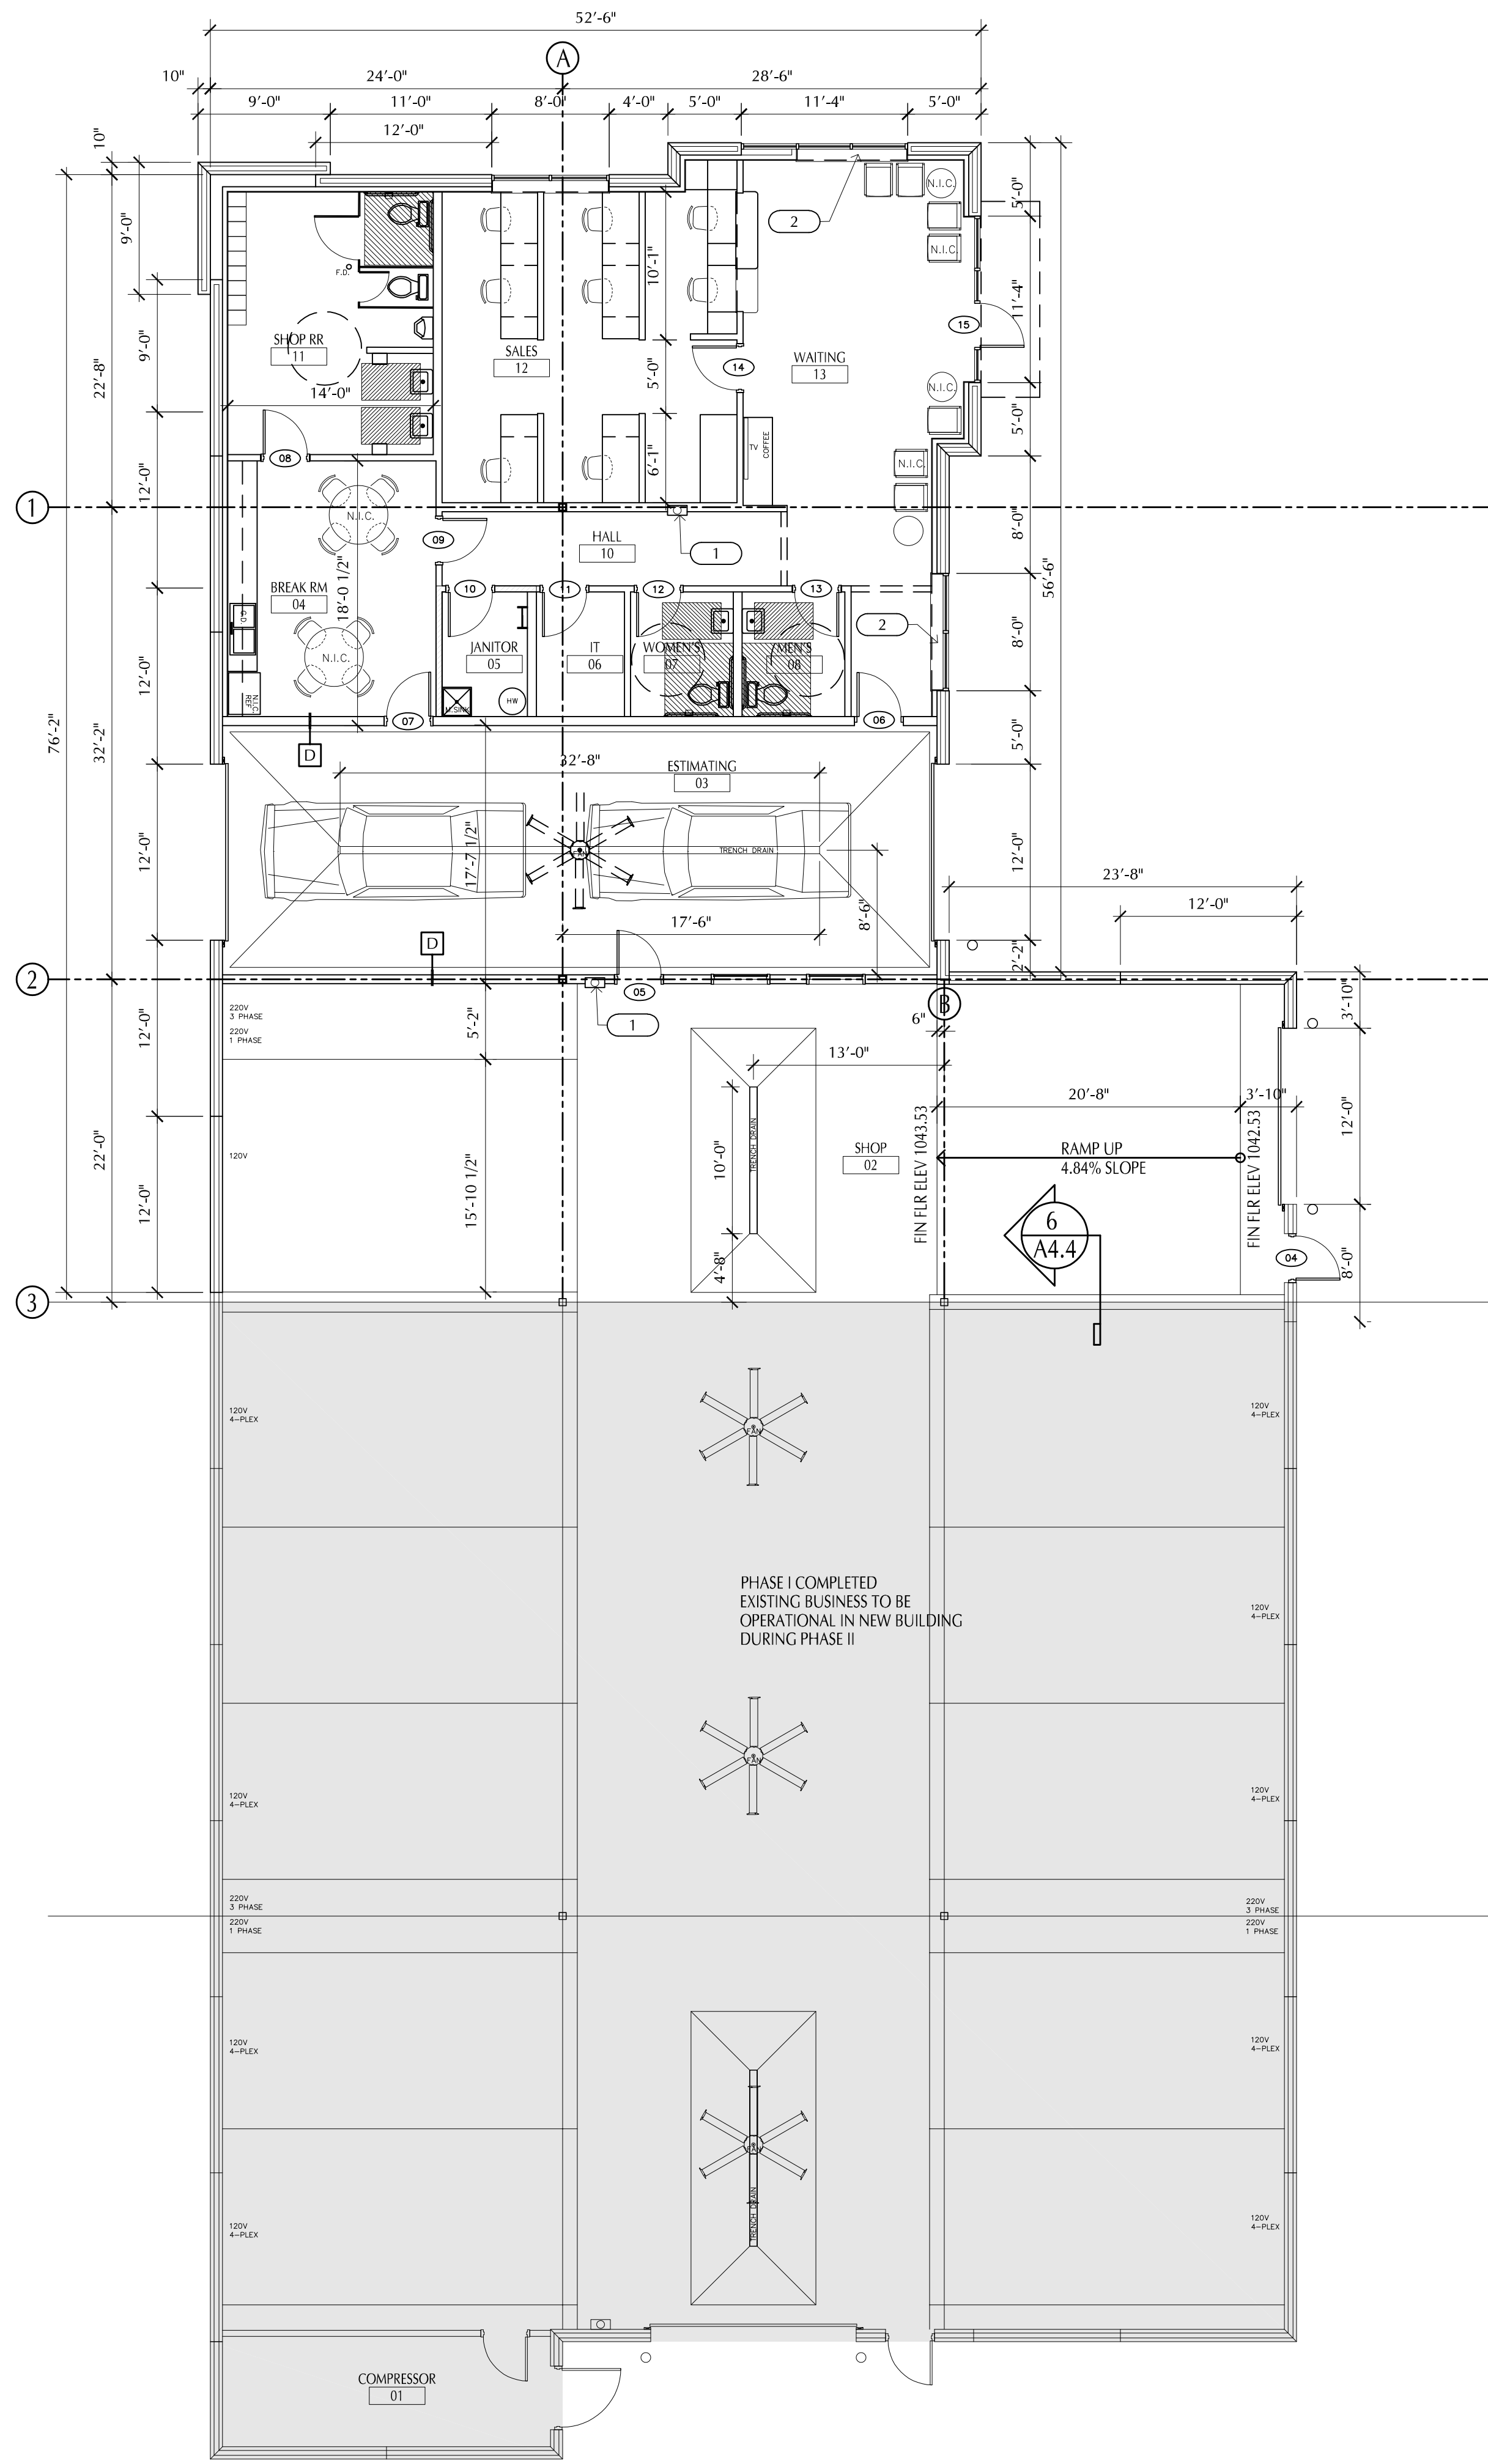 52'-6"
A
10"
24'-0"
28'-6"
9'-0"
11'-0"
8'-0"
4'-0"
5'-0"
11'-4"
5'-0"
12'-0"
10"
9'-0"
22'-8"
9'-0"
12'-0"
76'-2"
32'-2"
12'-0"
12'-0"
12'-0"
22'-0"
12'-0"
N.I.C.
N.I.C.
2
5'-0"
11'-4"
F.D.
10'-1"
15
SHOP RR
11
SALES
12
14
WAITING
13
5'-0"
14'-0"
N.I.C.
5'-0"
6'-1"
TV
COFFEE
08
N.I.C.
1
N.I.C.
09
HALL
10
1
8'-0"
56'-6"
BREAK RM
04
18'-0 1/2"
10
11
12
13
G.D.
2
8'-0"
N.I.C.
JANITOR
05
IT
06
WOMEN'S
07
MEN'S
08
N.I.C.
REF
M.SINK
HW
07
06
5'-0"
D
32'-8"
ESTIMATING
03
17'-7 1/2"
FAN
TRENCH DRAIN
12'-0"
23'-8"
12'-0"
17'-6"
8'-6"
D
2'-2"
2
05
B
220V
3 PHASE
220V
1 PHASE
5'-2"
1
6"
3'-10"
13'-0"
20'-8"
3'-10"
12'-0"
120V
15'-10 1/2"
10'-0"
TRENCH DRAIN
SHOP
02
FIN FLR ELEV 1043.53
RAMP UP
4.84% SLOPE
FIN FLR ELEV 1042.53
6
A4.4
4'-8"
04
8'-0"
3
120V
4-PLEX
FAN
120V
4-PLEX
PHASE I COMPLETED
EXISTING BUSINESS TO BE
OPERATIONAL IN NEW BUILDING
DURING PHASE II
120V
4-PLEX
FAN
120V
4-PLEX
120V
4-PLEX
220V
3 PHASE
220V
1 PHASE
220V
3 PHASE
220V
1 PHASE
120V
4-PLEX
120V
4-PLEX
FAN
TRENCH DRAIN
120V
4-PLEX
120V
4-PLEX
COMPRESSOR
01